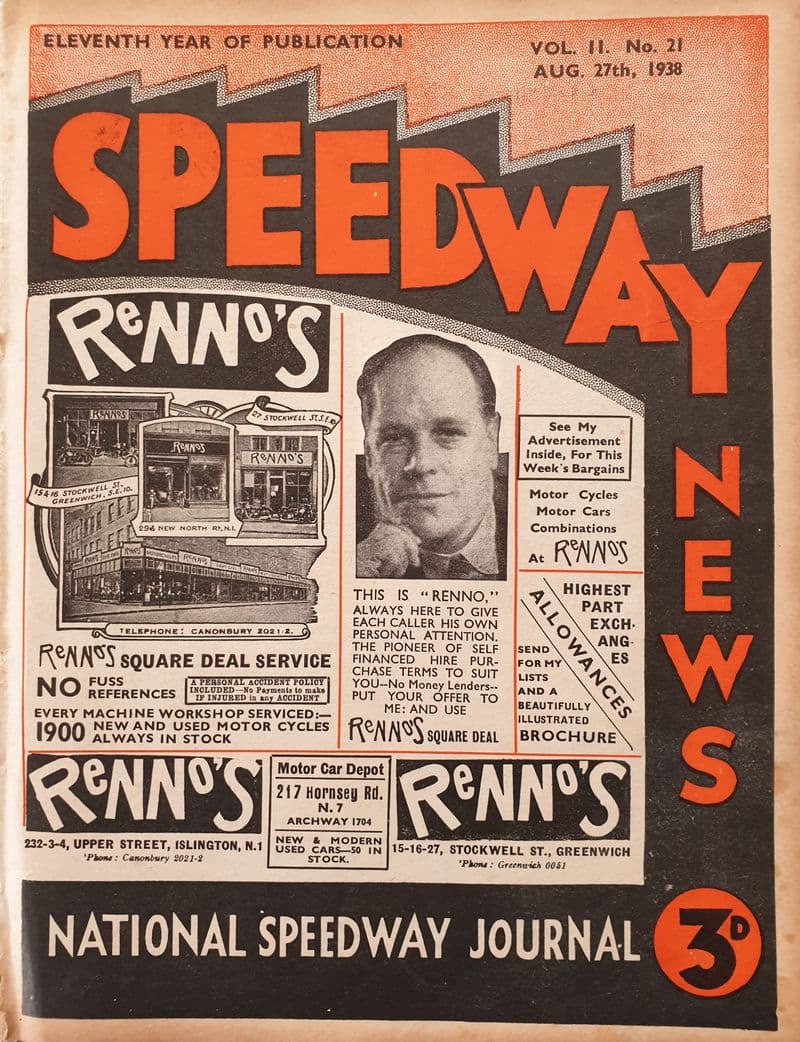 ELEVENTH YEAR OF PUBLICATION
VOL. 11. No. 21
AUG. 27th, 1938
SPEEDWAY
NEWS
RENNO'S
RENNO'S
27 STOCKWELL ST. S.E.10
RENNO'S
RENNO'S
15 & 16 STOCKWELL ST.
GREENWICH. S.E.10.
296 NEW NORTH RD, N.1.
RENNO'S
TELEPHONE: CANONBURY 2021-2.
RENNO'S SQUARE DEAL SERVICE
NO FUSS
REFERENCES
A PERSONAL ACCIDENT POLICY
INCLUDED—No Payments to make
IF INJURED in any ACCIDENT
EVERY MACHINE WORKSHOP SERVICED:—
1900 NEW AND USED MOTOR CYCLES
ALWAYS IN STOCK
THIS IS "RENNO,"
ALWAYS HERE TO GIVE
EACH CALLER HIS OWN
PERSONAL ATTENTION.
THE PIONEER OF SELF
FINANCED HIRE PUR-
CHASE TERMS TO SUIT
YOU—No Money Lenders--
PUT YOUR OFFER TO
ME: AND USE
RENNO'S SQUARE DEAL
See My
Advertisement
Inside, For This
Week's Bargains
Motor Cycles
Motor Cars
Combinations
At RENNO'S
HIGHEST
PART
EXCH-
ANG-
ES
ALLOWANCES
SEND
FOR MY
LISTS
AND A
BEAUTIFULLY
ILLUSTRATED
BROCHURE
RENNO'S
232-3-4, UPPER STREET, ISLINGTON, N.1
'Phone: Canonbury 2021-2
Motor Car Depot
217 Hornsey Rd.
N. 7
ARCHWAY 1704
NEW & MODERN
USED CARS—50 IN
STOCK.
RENNO'S
15-16-27, STOCKWELL ST., GREENWICH
'Phone: Greenwich 0051
NATIONAL SPEEDWAY JOURNAL
3D